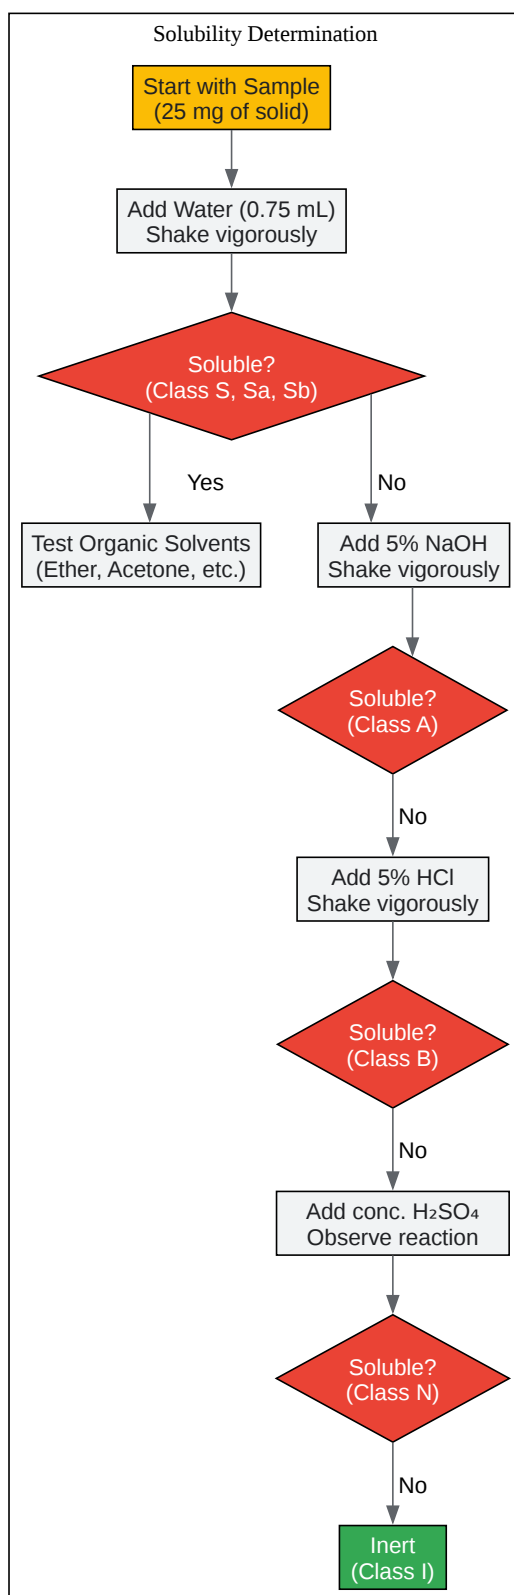 Solubility Determination
Start with Sample
(25 mg of solid)
Add Water (0.75 mL)
Shake vigorously
Soluble?
(Class S, Sa, Sb)
Yes
No
Test Organic Solvents
(Ether, Acetone, etc.)
Add 5% NaOH
Shake vigorously
Soluble?
(Class A)
No
Add 5% HCl
Shake vigorously
Soluble?
(Class B)
No
Add conc. H₂SO₄
Observe reaction
Soluble?
(Class N)
No
Inert
(Class I)